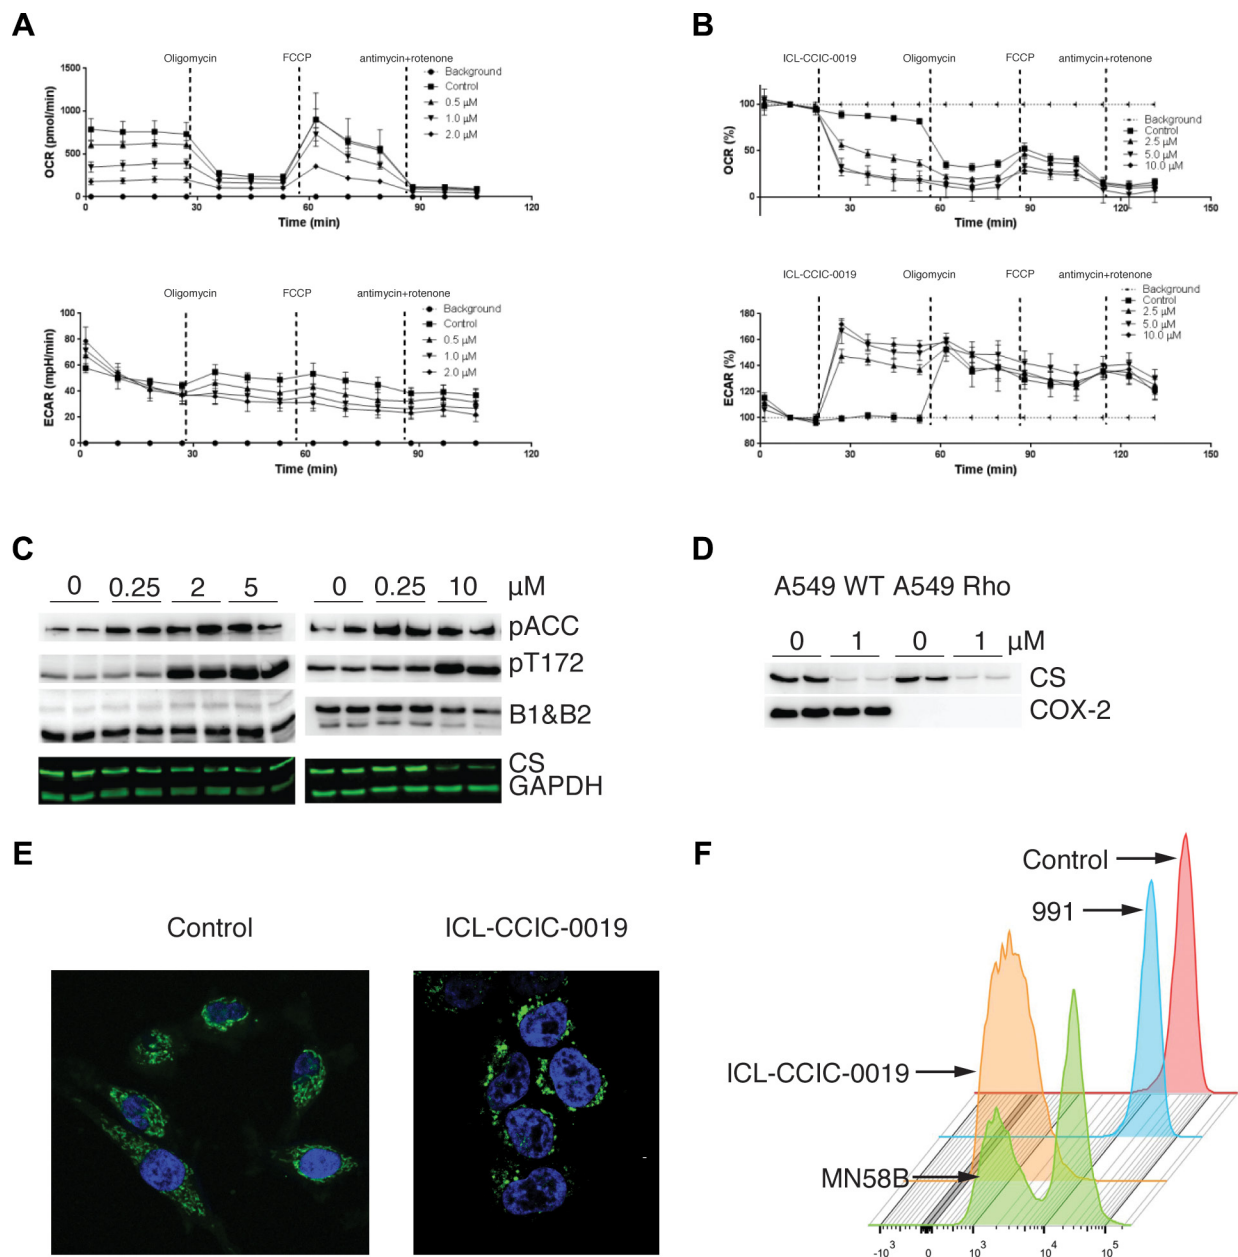 A
Oligomycin FCCP antimycin+rotenone
Background
Control
0.5 µM
1.0 µM
2.0 µM
OCR (pmol/min)
1500
1000
500
0
0 30 60 90 120
Time (min)
Oligomycin FCCP antimycin+rotenone
Background
Control
0.5 µM
1.0 µM
2.0 µM
ECAR (mpH/min)
100
80
60
40
20
0
0 30 60 90 120
Time (min)
B
ICL-CCIC-0019 Oligomycin FCCP antimycin+rotenone
Background
Control
2.5 µM
5.0 µM
10.0 µM
OCR (%)
100
50
0
0 30 60 90 120 150
Time (min)
ICL-CCIC-0019 Oligomycin FCCP antimycin+rotenone
Background
Control
2.5 µM
5.0 µM
10.0 µM
ECAR (%)
180
160
140
120
100
80
0 30 60 90 120 150
Time (min)
C
0 0.25 2 5 0 0.25 10 µM
pACC
pT172
B1&B2
CS
GAPDH
D
A549 WT A549 Rho
0 1 0 1 µM
CS
COX-2
E
Control ICL-CCIC-0019
F
Control
991
ICL-CCIC-0019
MN58B
-10³ 0 10³ 10⁴ 10⁵